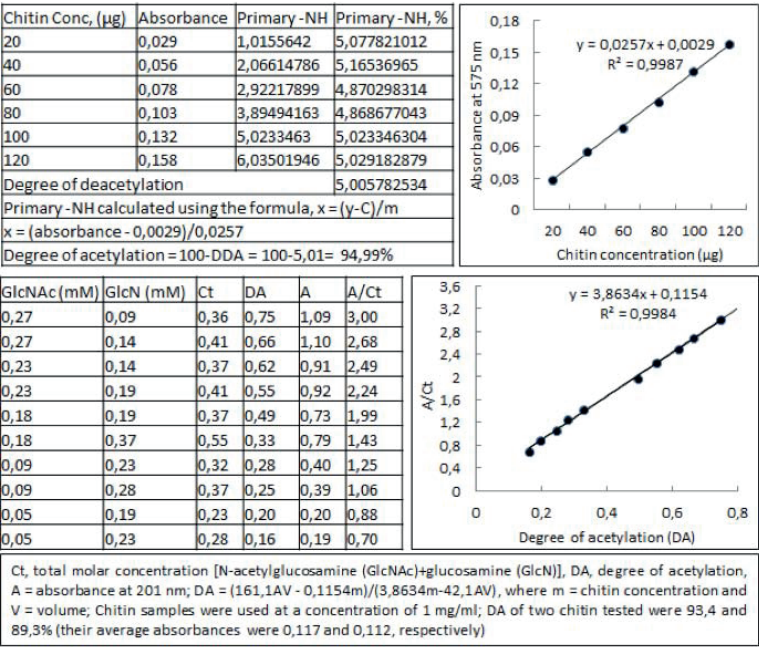 Chitin Conc, (µg) Absorbance Primary -NH Primary -NH, %
20 0,029 1,0155642 5,077821012
40 0,056 2,06614786 5,16536965
60 0,078 2,92217899 4,870298314
80 0,103 3,89494163 4,868677043
100 0,132 5,0233463 5,023346304
120 0,158 6,03501946 5,029182879
Degree of deacetylation 5,005782534
Primary -NH calculated using the formula, x = (y-C)/m
x = (absorbance - 0,0029)/0,0257
Degree of acetylation = 100-DDA = 100-5,01= 94,99%
Absorbance at 575 nm
0,18
0,15
0,12
0,09
0,06
0,03
0
y = 0,0257x + 0,0029
R² = 0,9987
20 40 60 80 100 120
Chitin concentration (µg)
GlcNAc (mM) GlcN (mM) Ct DA A A/Ct
0,27 0,09 0,36 0,75 1,09 3,00
0,27 0,14 0,41 0,66 1,10 2,68
0,23 0,14 0,37 0,62 0,91 2,49
0,23 0,19 0,41 0,55 0,92 2,24
0,18 0,19 0,37 0,49 0,73 1,99
0,18 0,37 0,55 0,33 0,79 1,43
0,09 0,23 0,32 0,28 0,40 1,25
0,09 0,28 0,37 0,25 0,39 1,06
0,05 0,19 0,23 0,20 0,20 0,88
0,05 0,23 0,28 0,16 0,19 0,70
A/Ct
3,6
3,2
2,8
2,4
2
1,6
1,2
0,8
0,4
0
y = 3,8634x + 0,1154
R² = 0,9984
0 0,2 0,4 0,6 0,8
Degree of acetylation (DA)
Ct, total molar concentration [N-acetylglucosamine (GlcNAc)+glucosamine (GlcN)], DA, degree of acetylation,
A = absorbance at 201 nm; DA = (161,1AV - 0,1154m)/(3,8634m-42,1AV), where m = chitin concentration and
V = volume; Chitin samples were used at a concentration of 1 mg/ml; DA of two chitin tested were 93,4 and
89,3% (their average absorbances were 0,117 and 0,112, respectively)